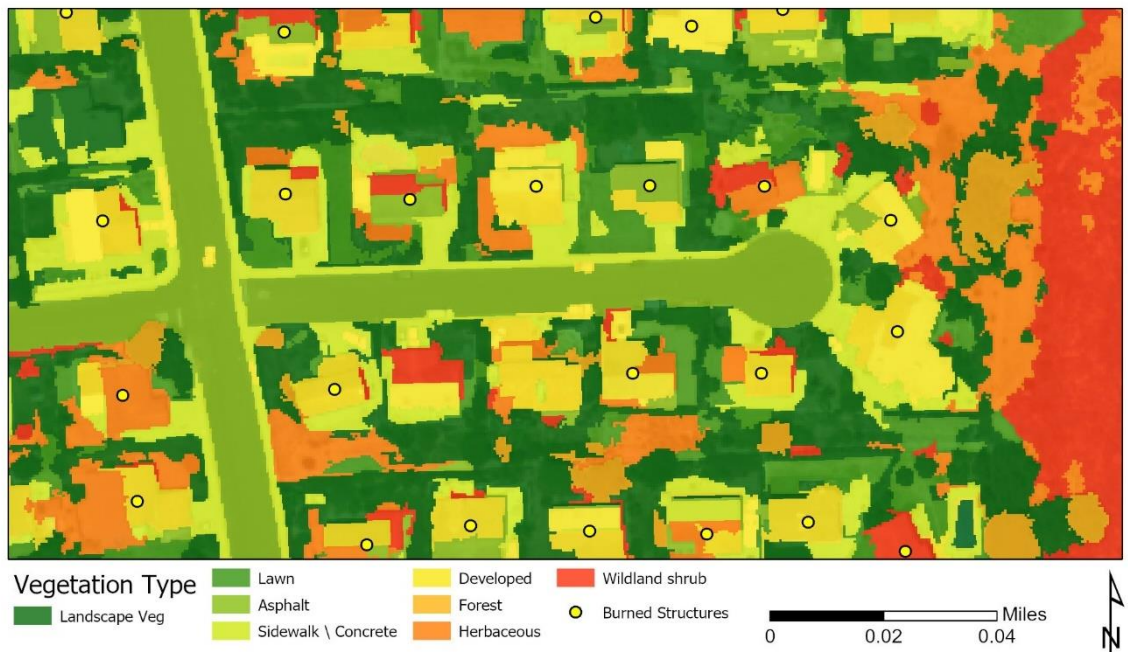 Vegetation Type
Landscape Veg
Lawn
Asphalt
Sidewalk \ Concrete
Developed
Forest
Herbaceous
Wildland shrub
Burned Structures
Miles
0 0.02 0.04
N